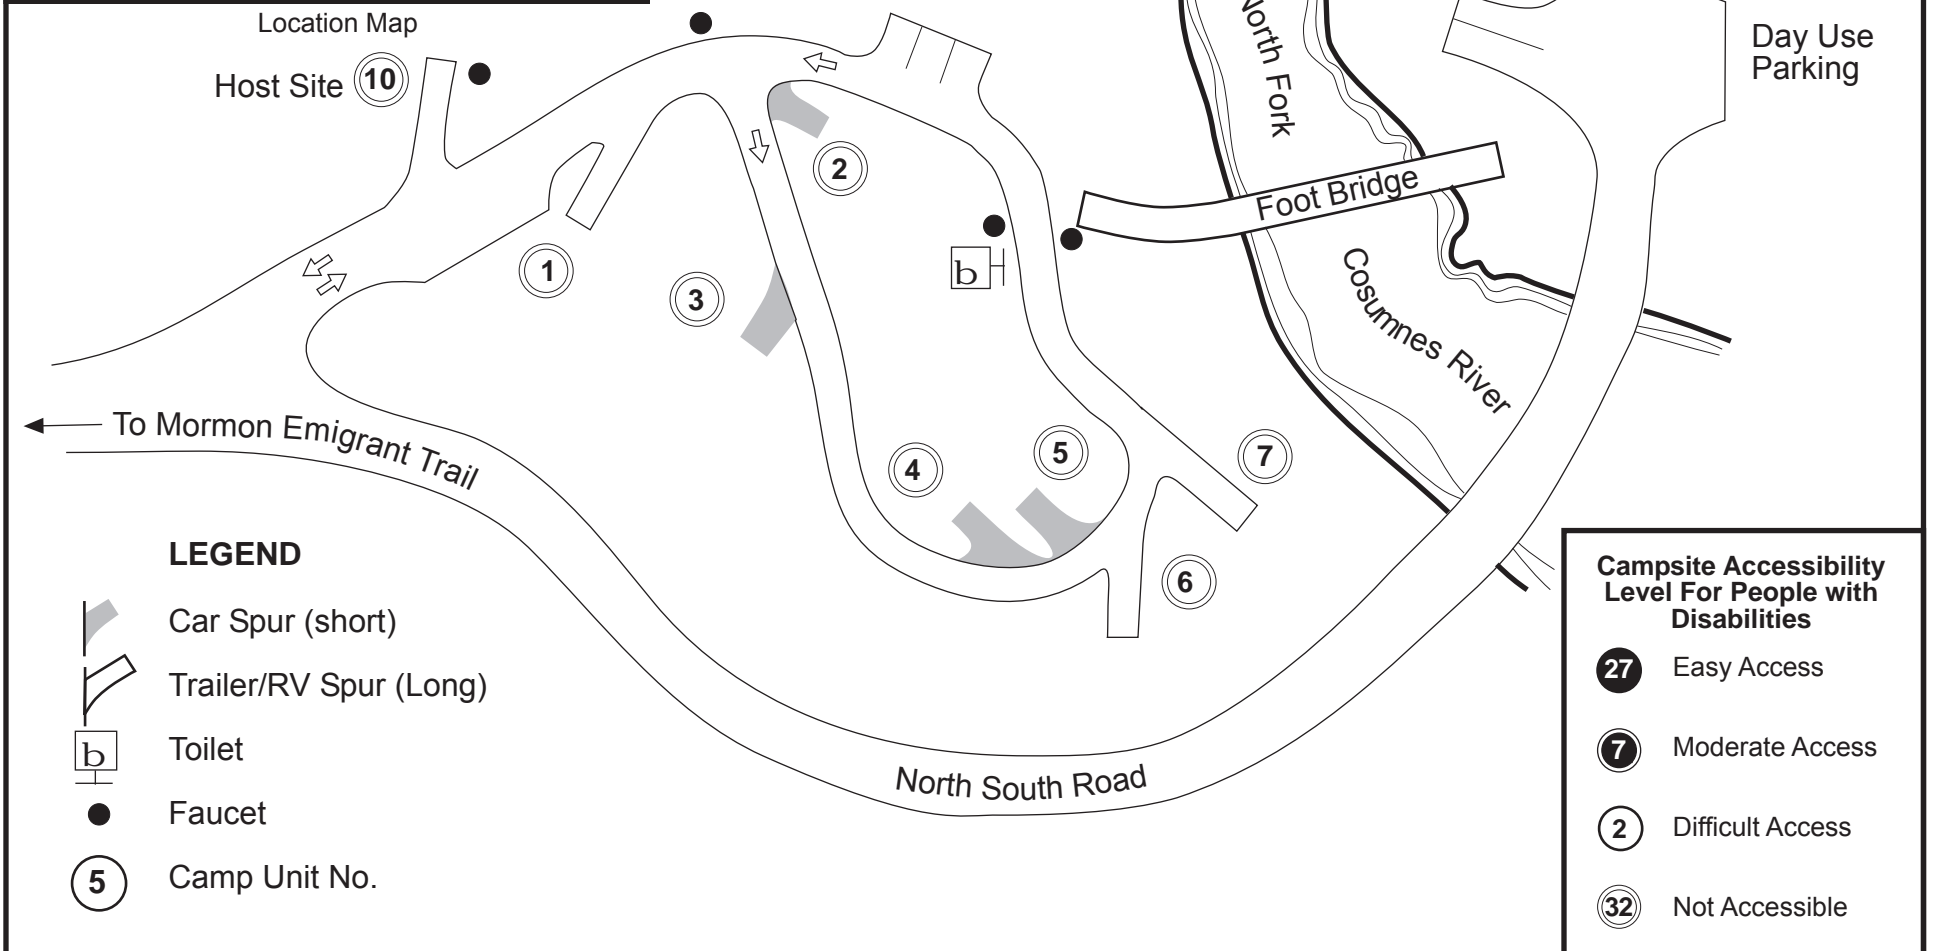 Location Map
Host Site
10
North Fork
Day Use
Parking
2
Foot Bridge
b
1
3
Cosumnes River
To Mormon Emigrant Trail
4
5
7
6
North South Road
LEGEND
Car Spur (short)
Trailer/RV Spur (Long)
b
Toilet
Faucet
5
Camp Unit No.
Campsite Accessibility
Level For People with
Disabilities
27
Easy Access
7
Moderate Access
2
Difficult Access
32
Not Accessible